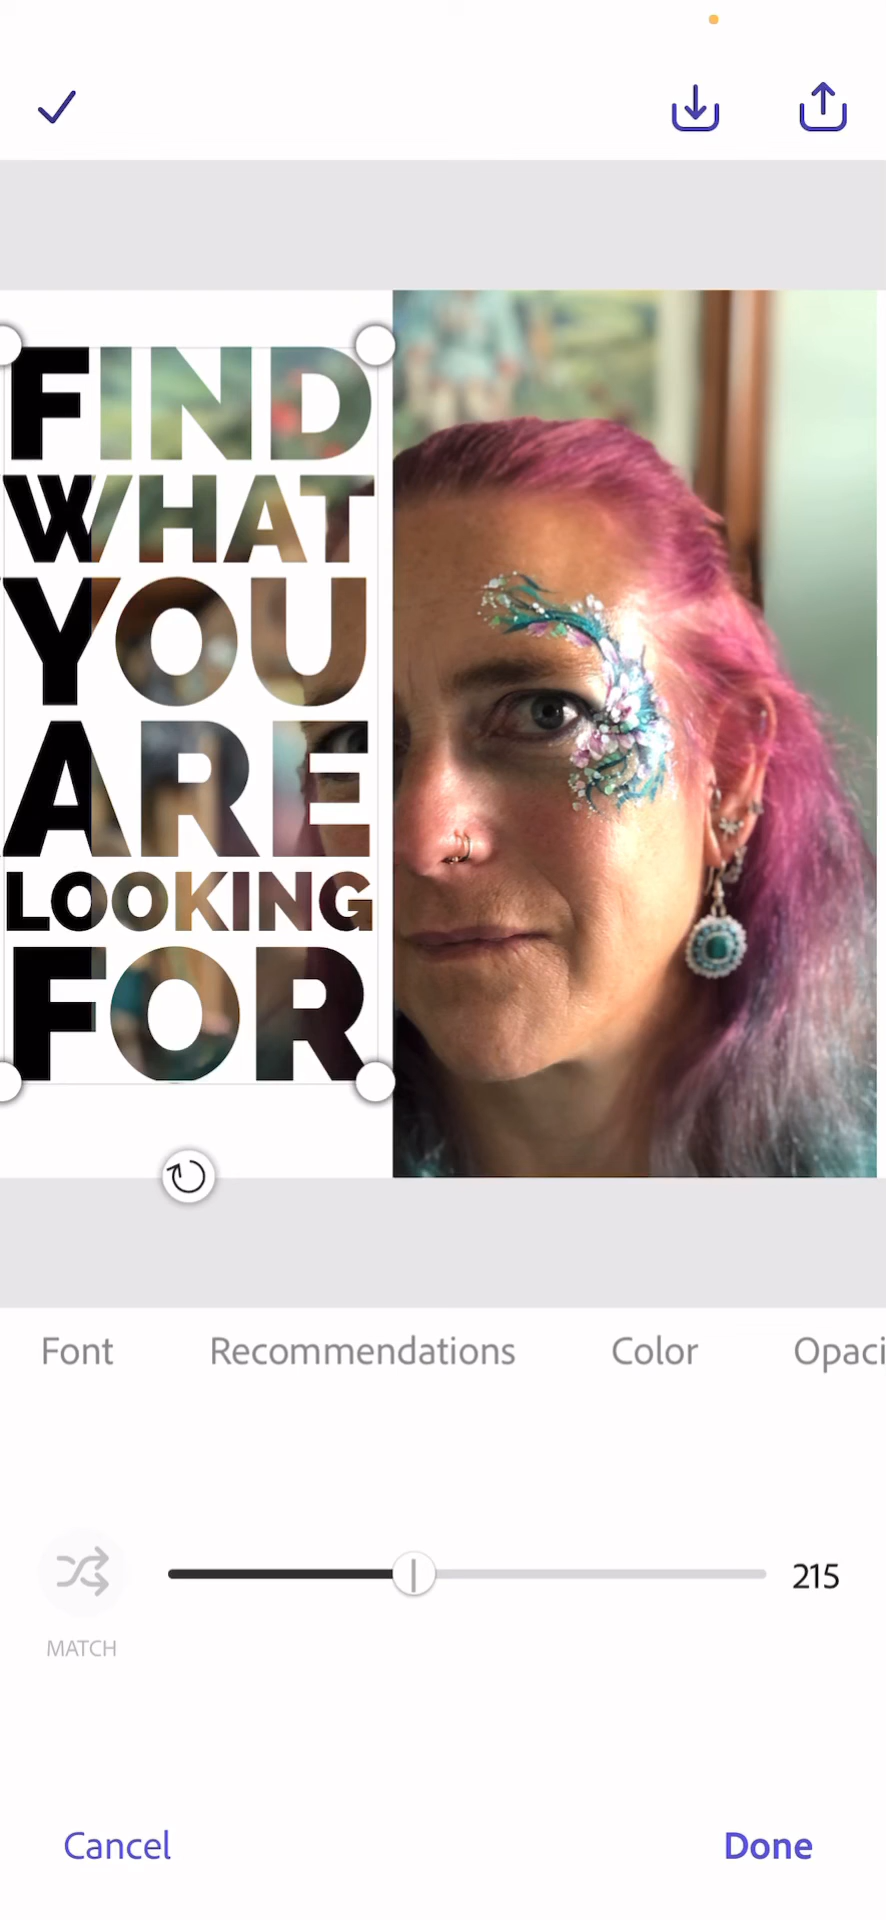 FIND
WHAT
YOU
ARE
LOOKING
FOR
Font Recommendations Color Opaci
215
MATCH
Cancel Done